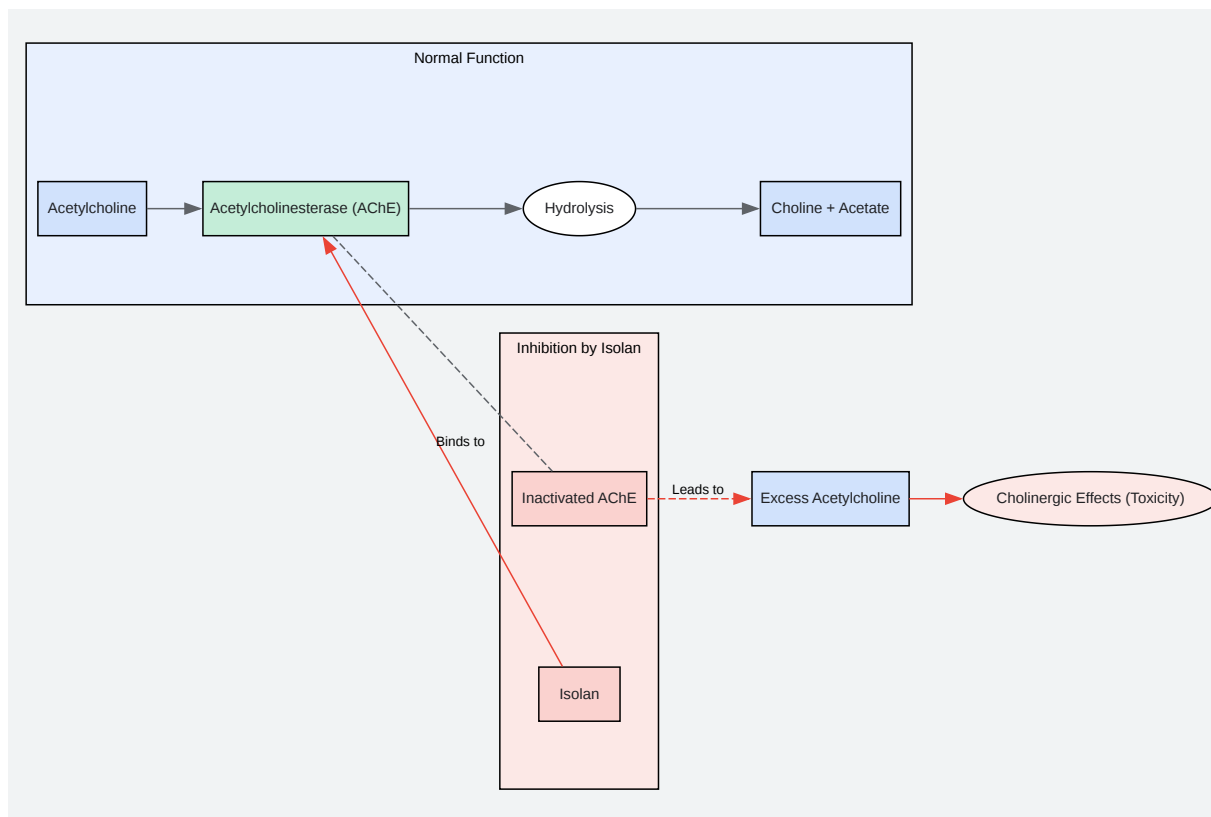 Normal Function
Acetylcholine
Acetylcholinesterase (AChE)
Hydrolysis
Choline + Acetate
Inhibition by Isolan
Binds to
Inactivated AChE
Leads to
Excess Acetylcholine
Cholinergic Effects (Toxicity)
Isolan